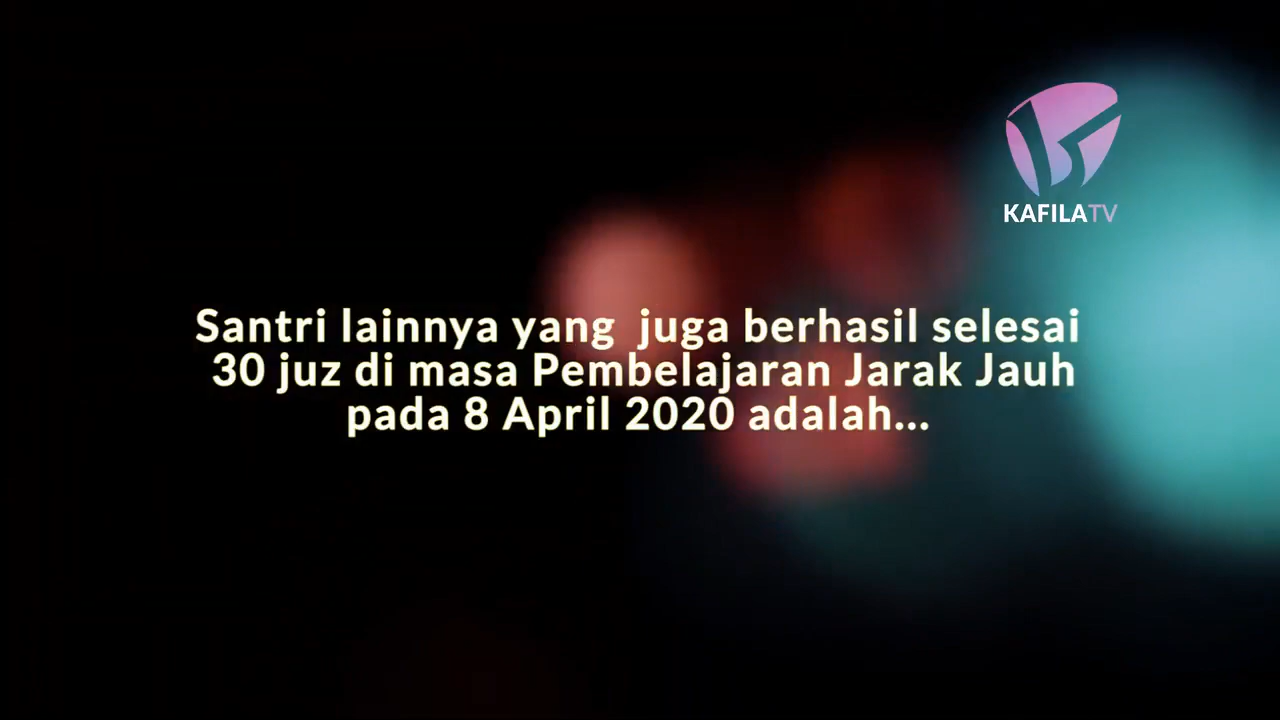 KAFILATV
Santri lainnya yang juga berhasil selesai
30 juz di masa Pembelajaran Jarak Jauh
pada 8 April 2020 adalah...